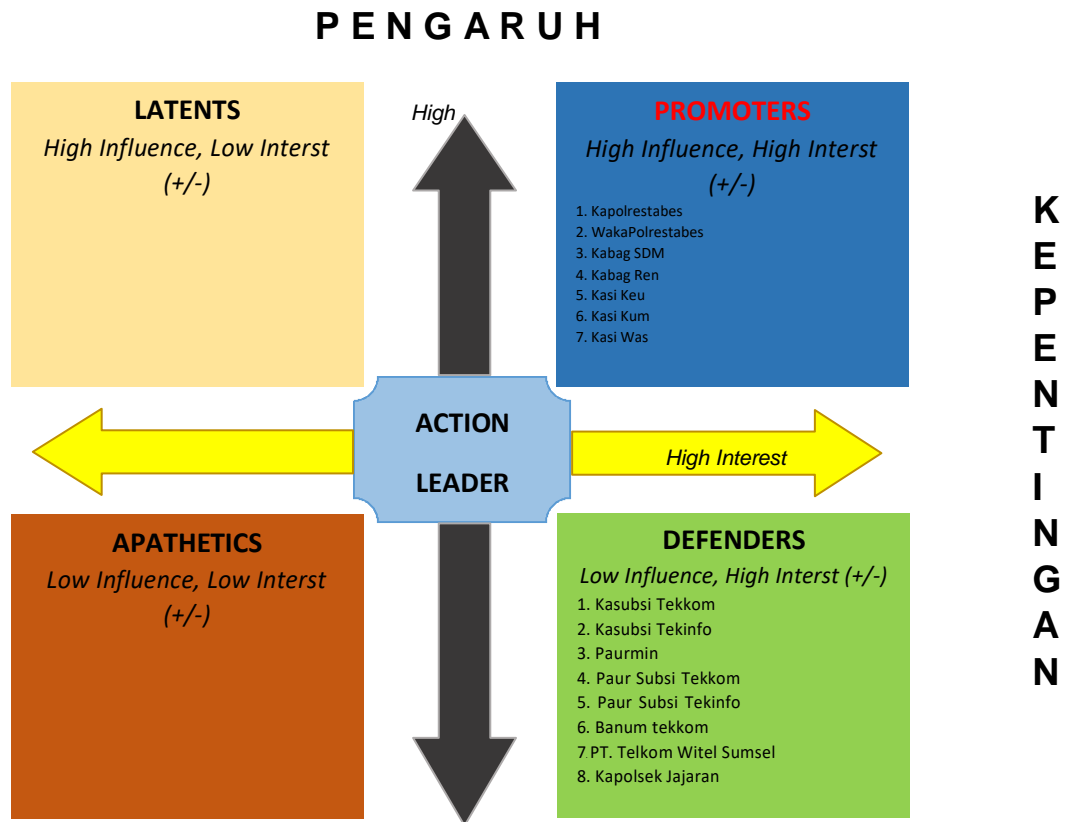 PENGARUH
LATENTS
High Influence, Low Interst
(+/-)
High
PROMOTERS
High Influence, High Interst
(+/-)
1. Kapolrestabes
2. WakaPolrestabes
3. Kabag SDM
4. Kabag Ren
5. Kasi Keu
6. Kasi Kum
7. Kasi Was
KEPENTINGAN
ACTION
LEADER
High Interest
APATHETICS
Low Influence, Low Interst
(+/-)
DEFENDERS
Low Influence, High Interst (+/-)
1. Kasubsi Tekkom
2. Kasubsi Tekinfo
3. Paurmin
4. Paur Subsi Tekkom
5. Paur Subsi Tekinfo
6. Banum tekkom
7. PT. Telkom Witel Sumsel
8. Kapolsek Jajaran